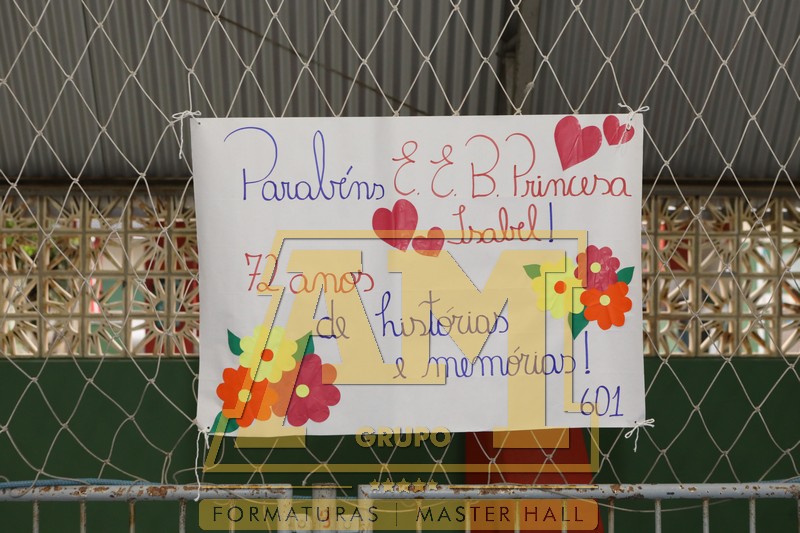 Parabéns E. E. B. Princesa
Isabel!
72 anos
de histórias
e memórias!
601
AM
GRUPO
FORMATURAS | MASTER HALL